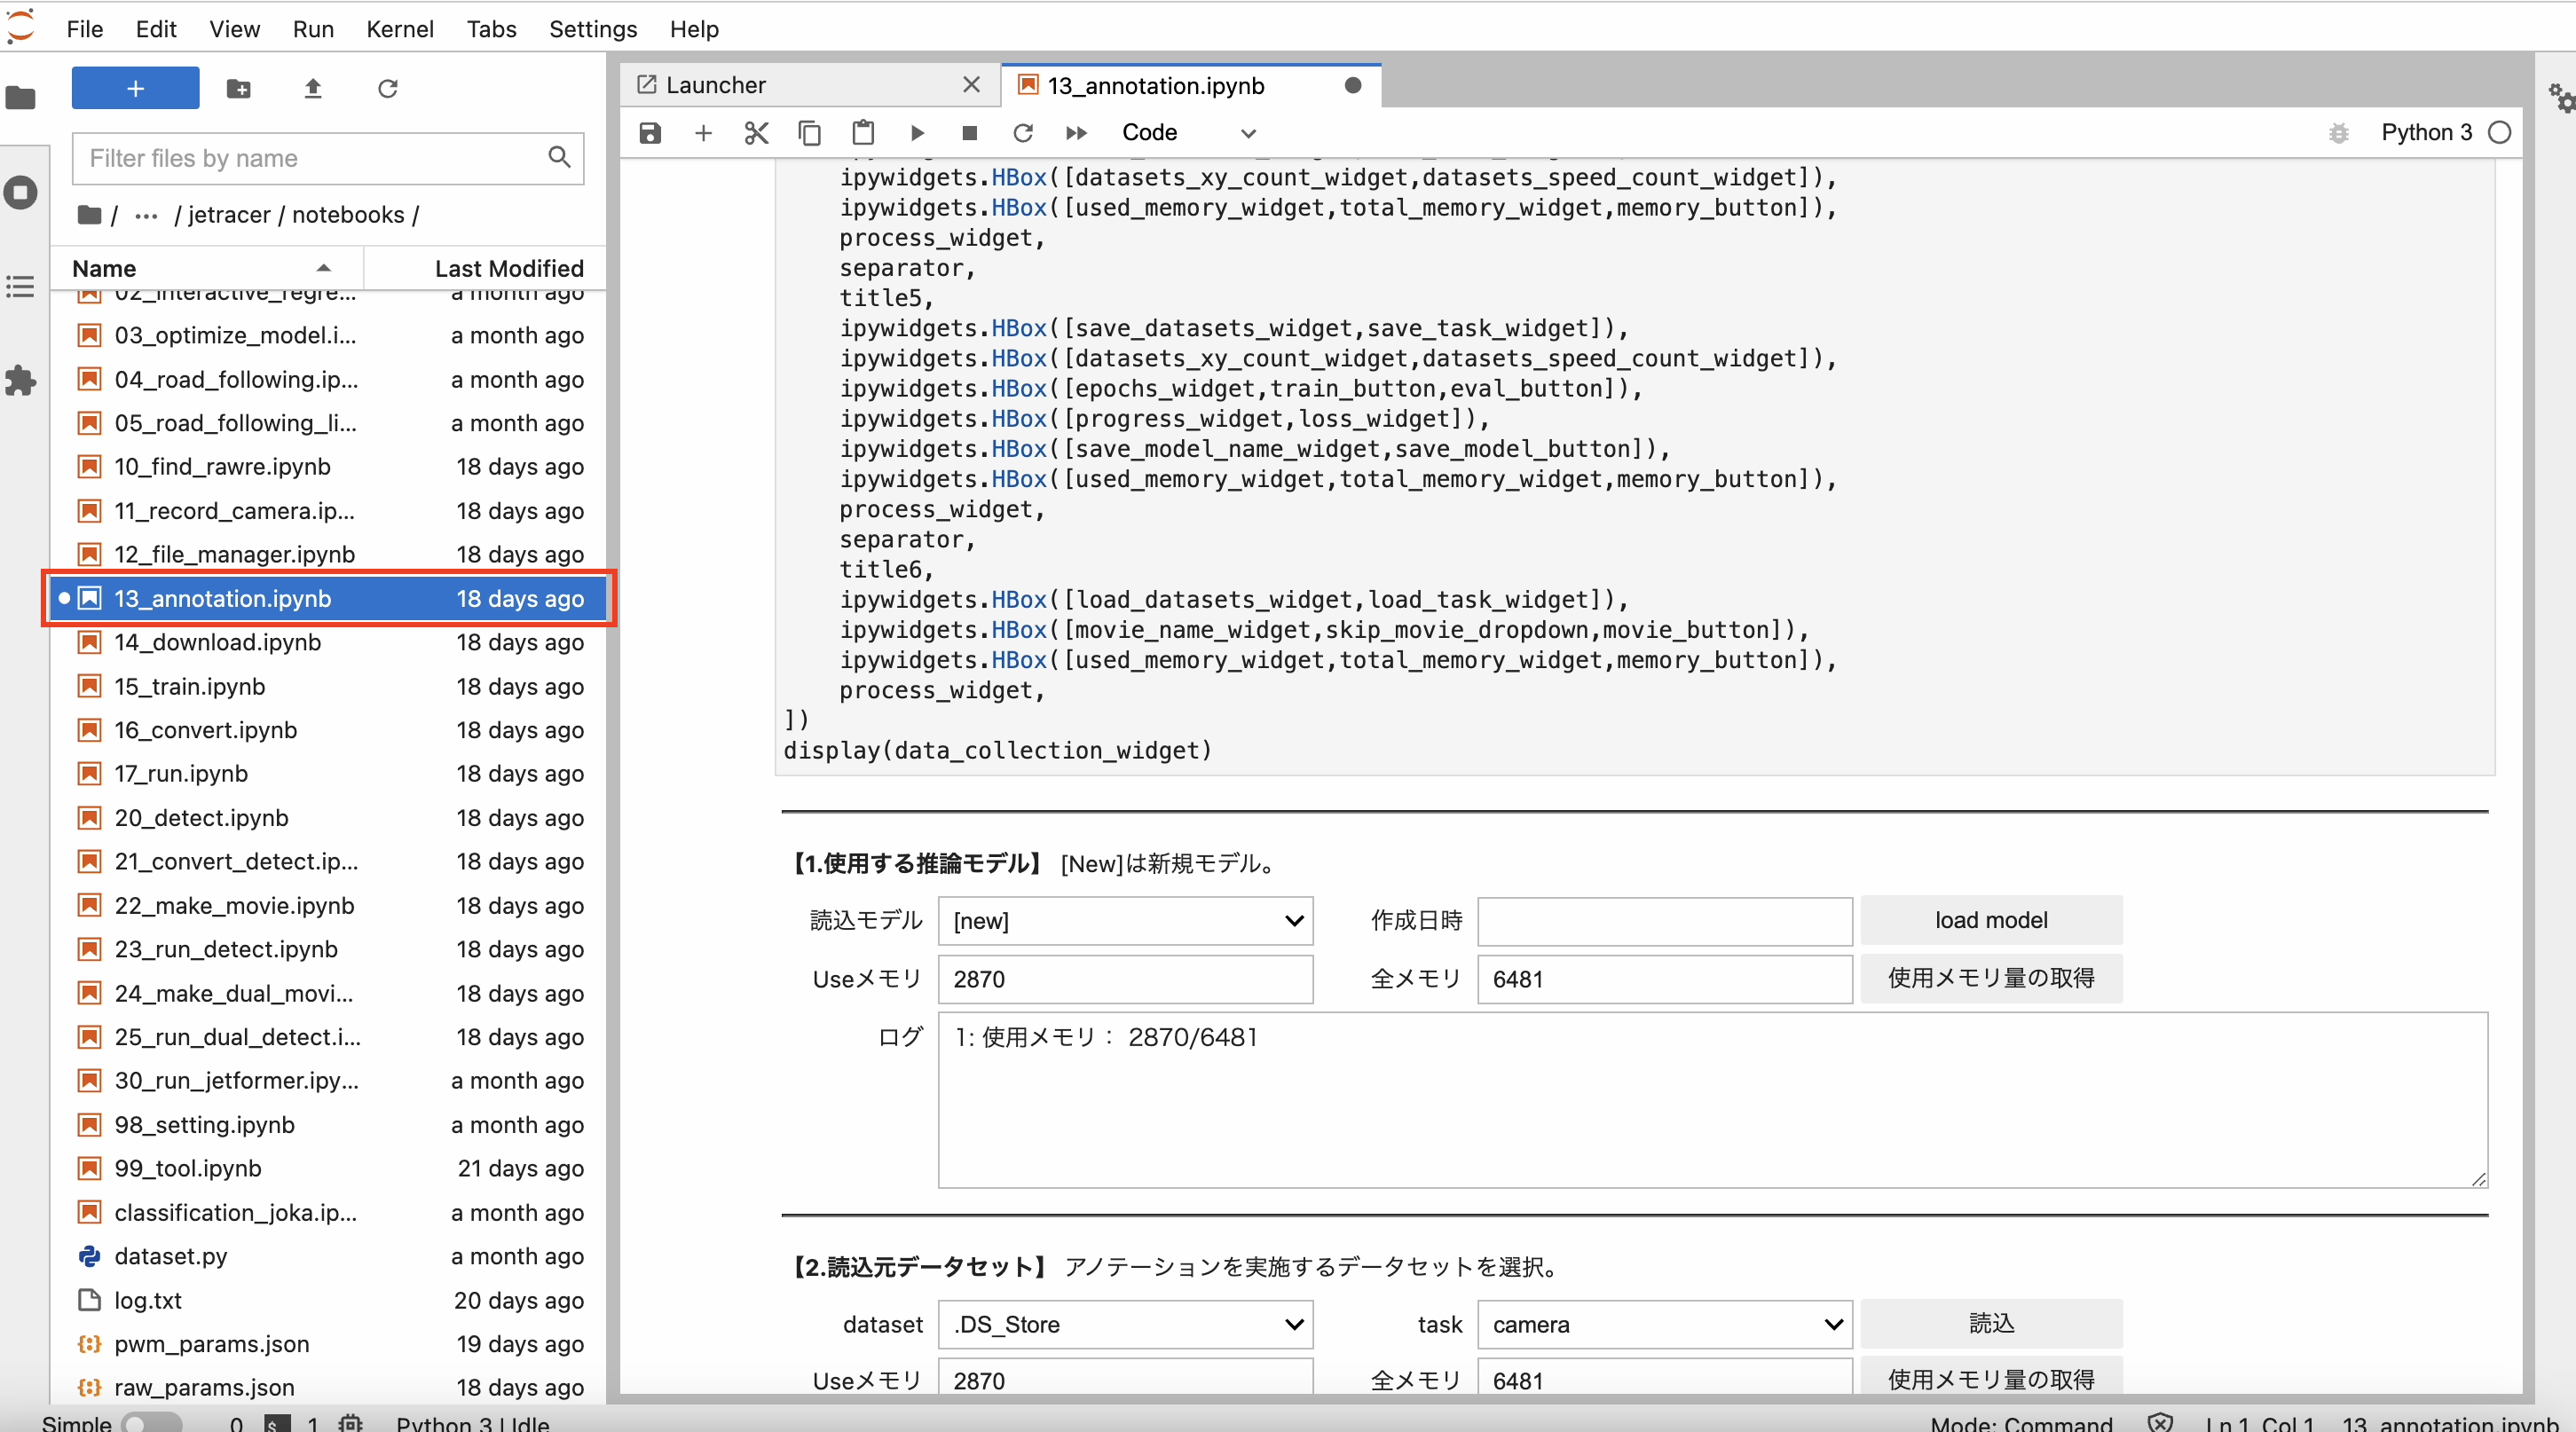 File Edit View Run Kernel Tabs Settings Help
+
Filter files by name
/ ··· / jetracer / notebooks /
Name Last Modified
02_interactive_regre... a month ago
03_optimize_model.i... a month ago
04_road_following.ip... a month ago
05_road_following_li... a month ago
10_find_rawre.ipynb 18 days ago
11_record_camera.ip... 18 days ago
12_file_manager.ipynb 18 days ago
13_annotation.ipynb 18 days ago
14_download.ipynb 18 days ago
15_train.ipynb 18 days ago
16_convert.ipynb 18 days ago
17_run.ipynb 18 days ago
20_detect.ipynb 18 days ago
21_convert_detect.ip... 18 days ago
22_make_movie.ipynb 18 days ago
23_run_detect.ipynb 18 days ago
24_make_dual_movi... 18 days ago
25_run_dual_detect.i... 18 days ago
30_run_jetformer.ipy... a month ago
98_setting.ipynb a month ago
99_tool.ipynb 21 days ago
classification_joka.ip... a month ago
dataset.py a month ago
log.txt 20 days ago
pwm_params.json 19 days ago
raw_params.json 18 days ago
Launcher 13_annotation.ipynb
Code Python 3
ipywidgets.HBox([datasets_xy_count_widget,datasets_speed_count_widget]),
ipywidgets.HBox([used_memory_widget,total_memory_widget,memory_button]),
process_widget,
separator,
title5,
ipywidgets.HBox([save_datasets_widget,save_task_widget]),
ipywidgets.HBox([datasets_xy_count_widget,datasets_speed_count_widget]),
ipywidgets.HBox([epochs_widget,train_button,eval_button]),
ipywidgets.HBox([progress_widget,loss_widget]),
ipywidgets.HBox([save_model_name_widget,save_model_button]),
ipywidgets.HBox([used_memory_widget,total_memory_widget,memory_button]),
process_widget,
separator,
title6,
ipywidgets.HBox([load_datasets_widget,load_task_widget]),
ipywidgets.HBox([movie_name_widget,skip_movie_dropdown,movie_button]),
ipywidgets.HBox([used_memory_widget,total_memory_widget,memory_button]),
process_widget,
])
display(data_collection_widget)
【1.使用する推論モデル】 [New]は新規モデル。
読込モデル [new] 作成日時 load model
Useメモリ 2870 全メモリ 6481 使用メモリ量の取得
ログ 1: 使用メモリ： 2870/6481
【2.読込元データセット】 アノテーションを実施するデータセットを選択。
dataset .DS_Store task camera 読込
Useメモリ 2870 全メモリ 6481 使用メモリ量の取得
Simple 0 $ 1 Python 3 | Idle Mode: Command Ln 1, Col 1 13_annotation.ipynb